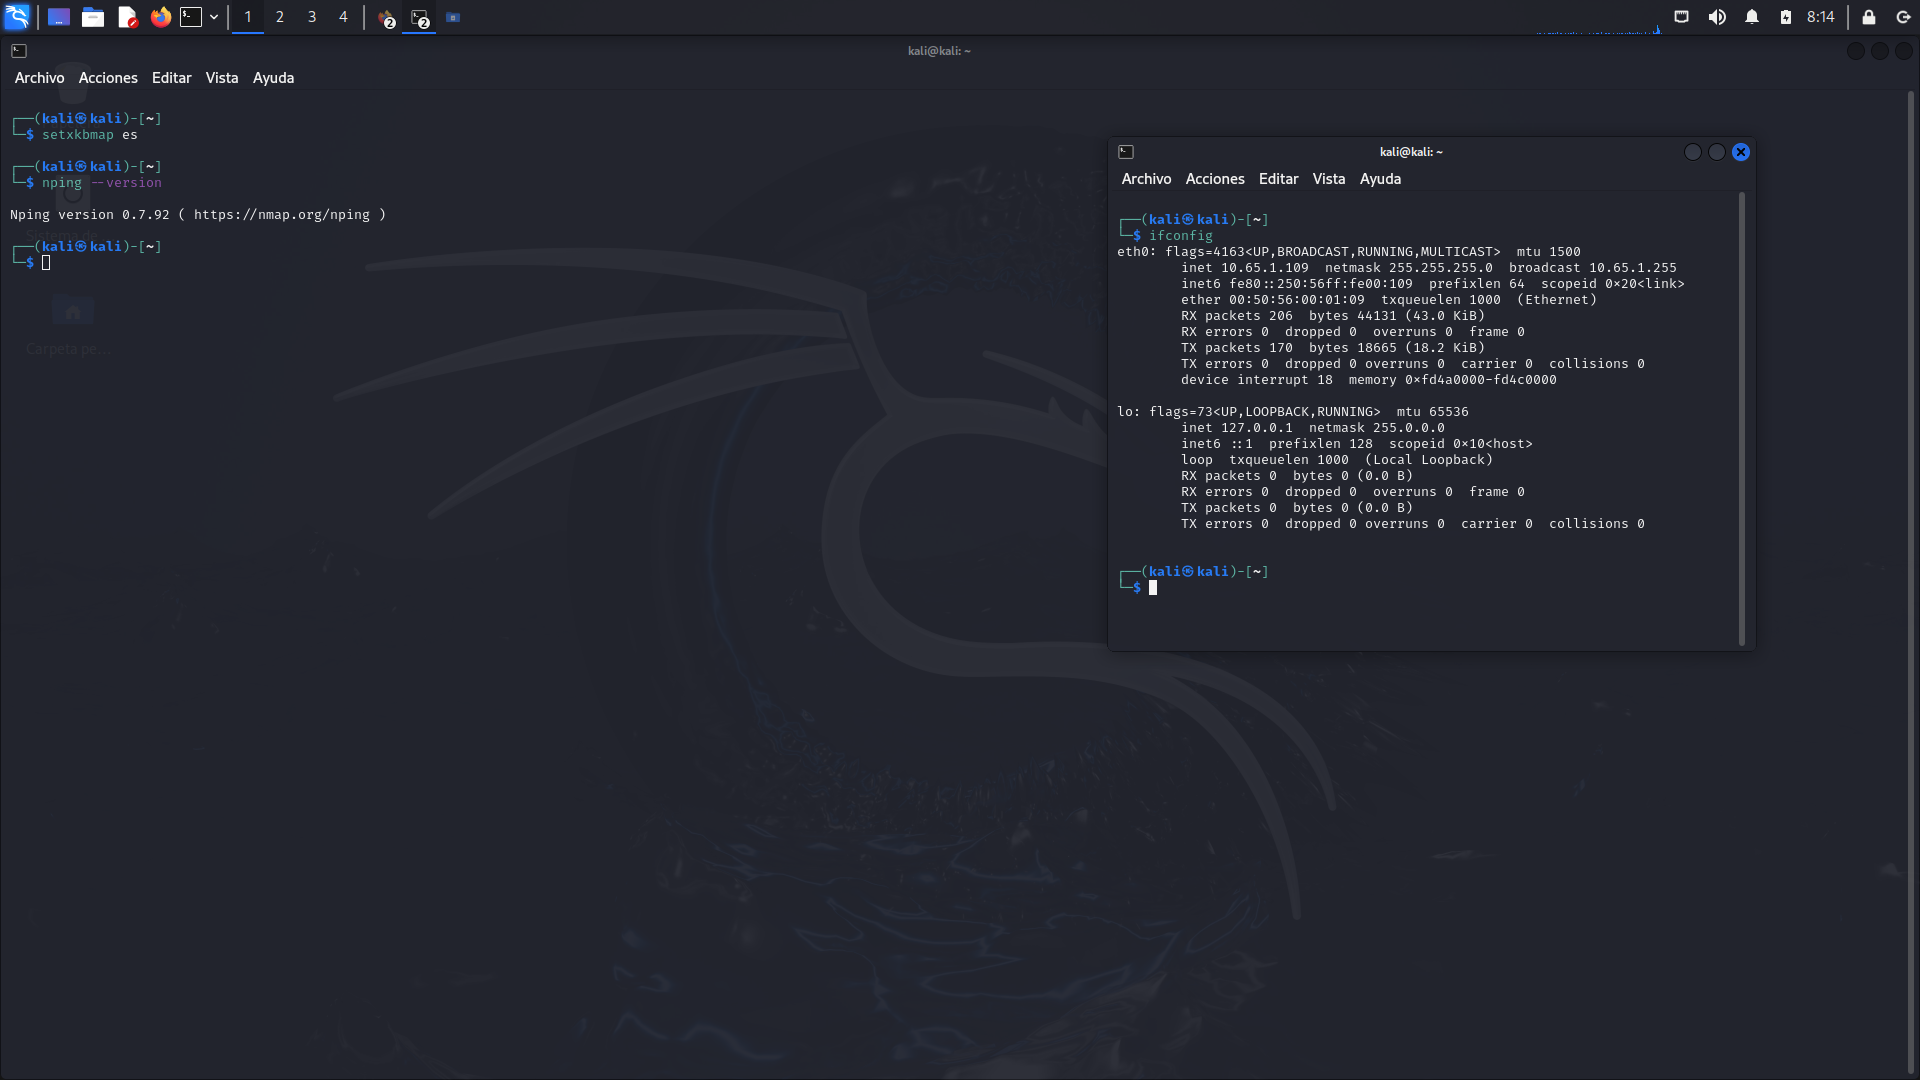 1 2 3 4 2 2 8:14
kali@kali: ~
Archivo Acciones Editar Vista Ayuda
┌──(kali㉿kali)-[~]
└─$ setxkbmap es
┌──(kali㉿kali)-[~]
└─$ nping --version
Nping version 0.7.92 ( https://nmap.org/nping )
Sistema de
┌──(kali㉿kali)-[~]
└─$
Carpeta pe...
kali@kali: ~
Archivo Acciones Editar Vista Ayuda
┌──(kali㉿kali)-[~]
└─$ ifconfig
eth0: flags=4163<UP,BROADCAST,RUNNING,MULTICAST>  mtu 1500
        inet 10.65.1.109  netmask 255.255.255.0  broadcast 10.65.1.255
        inet6 fe80::250:56ff:fe00:109  prefixlen 64  scopeid 0×20<link>
        ether 00:50:56:00:01:09  txqueuelen 1000  (Ethernet)
        RX packets 206  bytes 44131 (43.0 KiB)
        RX errors 0  dropped 0  overruns 0  frame 0
        TX packets 170  bytes 18665 (18.2 KiB)
        TX errors 0  dropped 0 overruns 0  carrier 0  collisions 0
        device interrupt 18  memory 0×fd4a0000-fd4c0000
lo: flags=73<UP,LOOPBACK,RUNNING>  mtu 65536
        inet 127.0.0.1  netmask 255.0.0.0
        inet6 ::1  prefixlen 128  scopeid 0×10<host>
        loop  txqueuelen 1000  (Local Loopback)
        RX packets 0  bytes 0 (0.0 B)
        RX errors 0  dropped 0  overruns 0  frame 0
        TX packets 0  bytes 0 (0.0 B)
        TX errors 0  dropped 0 overruns 0  carrier 0  collisions 0
┌──(kali㉿kali)-[~]
└─$